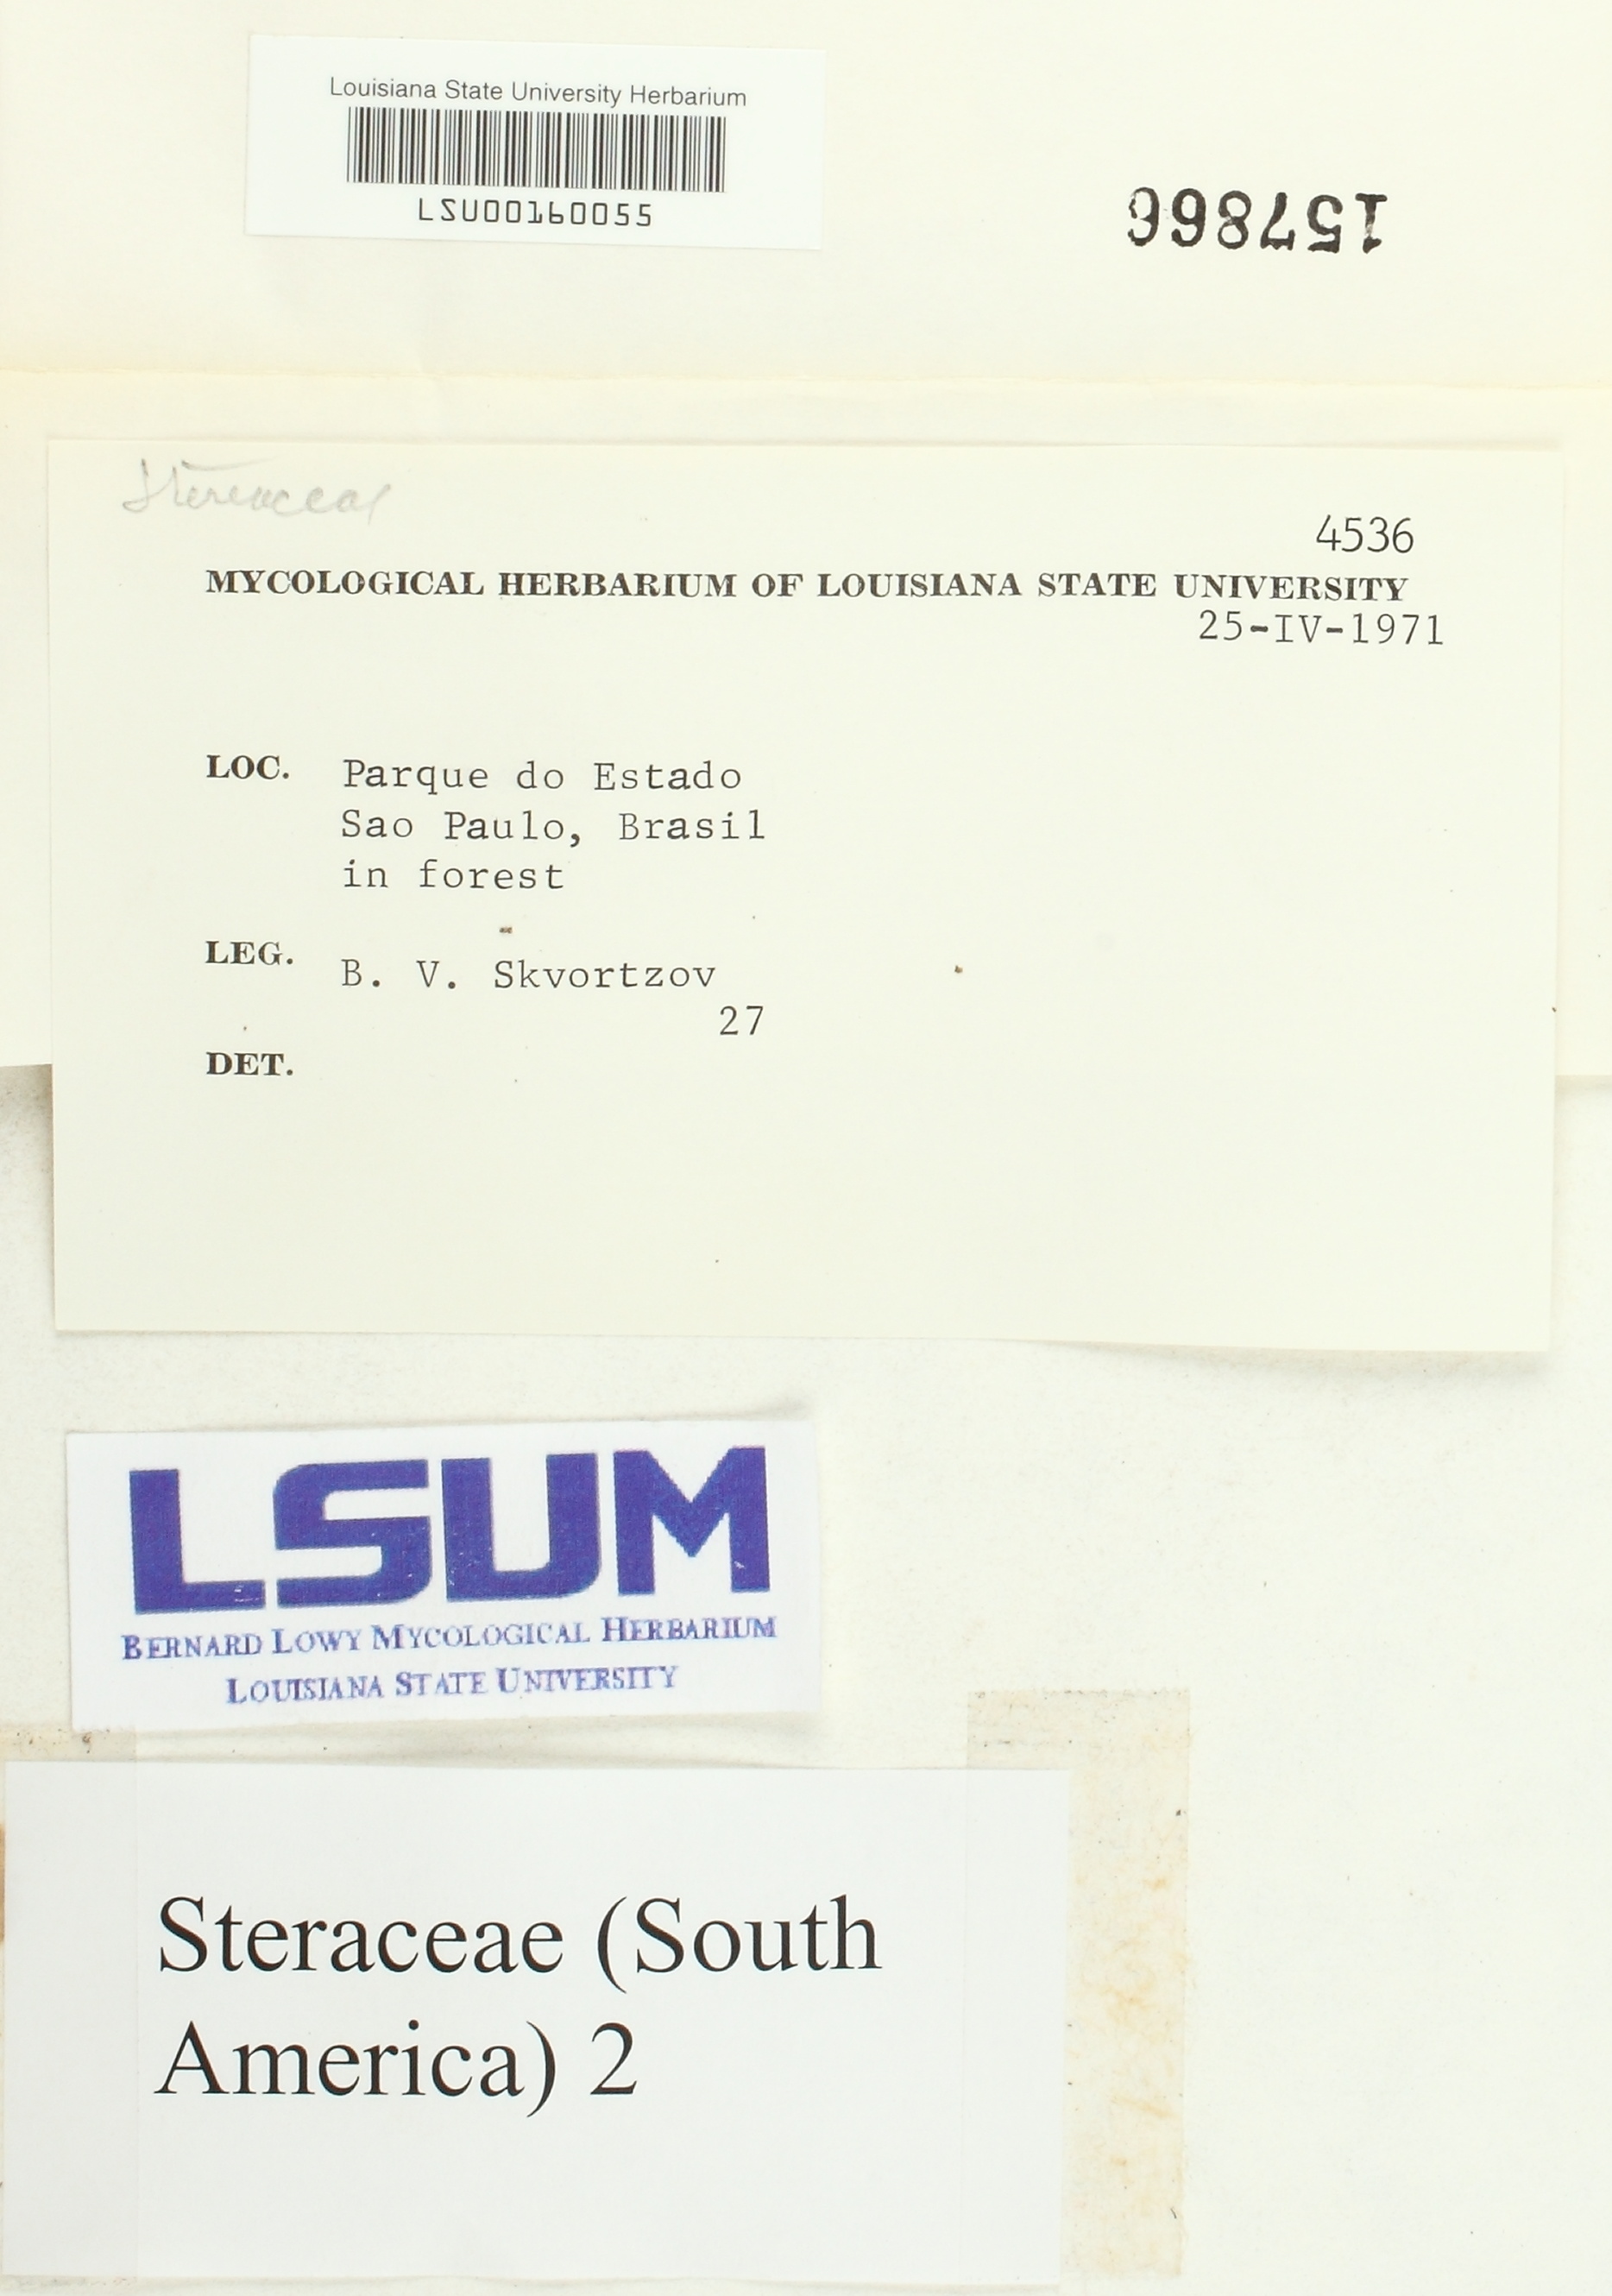 Louisiana State University Herbarium
LSU00160055
157866
Stereaceae
4536
MYCOLOGICAL HERBARIUM OF LOUISIANA STATE UNIVERSITY
25-IV-1971
LOC. Parque do Estado
Sao Paulo, Brasil
in forest
LEG. B. V. Skvortzov
27
DET.
LSUM
BERNARD LOWY MYCOLOGICAL HERBARIUM
LOUISIANA STATE UNIVERSITY
Steraceae (South
America) 2